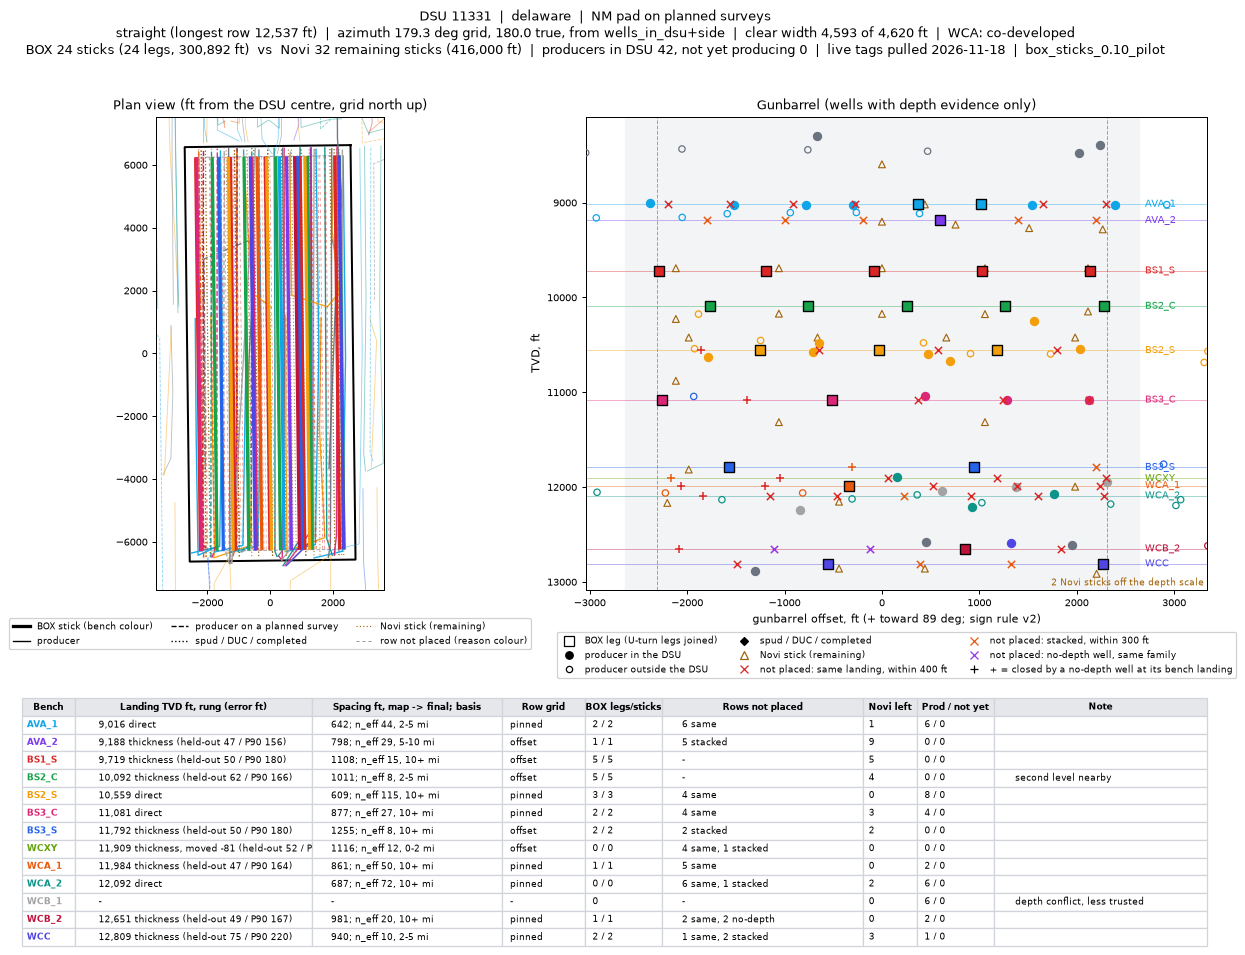 DSU 11331 | delaware | NM pad on planned surveys
straight (longest row 12,537 ft) | azimuth 179.3 deg grid, 180.0 true, from wells_in_dsu+side | clear width 4,593 of 4,620 ft | WCA: co-developed
BOX 24 sticks (24 legs, 300,892 ft) vs Novi 32 remaining sticks (416,000 ft) | producers in DSU 42, not yet producing 0 | live tags pulled 2026-11-18 | box_sticks_0.10_pilot
Plan view (ft from the DSU centre, grid north up)
6000
4000
2000
0
−2000
−4000
−6000
−2000 0 2000
BOX stick (bench colour)
producer
producer on a planned survey
spud / DUC / completed
Novi stick (remaining)
row not placed (reason colour)
Gunbarrel (wells with depth evidence only)
TVD, ft
9000
10000
11000
12000
13000
AVA_1
AVA_2
BS1_S
BS2_C
BS2_S
BS3_C
BS3_S
WCXY
WCA_1
WCA_2
WCB_2
WCC
2 Novi sticks off the depth scale
−3000 −2000 −1000 0 1000 2000 3000
gunbarrel offset, ft (+ toward 89 deg; sign rule v2)
BOX leg (U-turn legs joined)
producer in the DSU
producer outside the DSU
spud / DUC / completed
Novi stick (remaining)
not placed: same landing, within 400 ft
not placed: stacked, within 300 ft
not placed: no-depth well, same family
+ = closed by a no-depth well at its bench landing
Bench Landing TVD ft, rung (error ft) Spacing ft, map -> final; basis Row grid BOX legs/sticks Rows not placed Novi left Prod / not yet Note
AVA_1 9,016 direct 642; n_eff 44, 2-5 mi pinned 2 / 2 6 same 1 6 / 0
AVA_2 9,188 thickness (held-out 47 / P90 156) 798; n_eff 29, 5-10 mi offset 1 / 1 5 stacked 9 0 / 0
BS1_S 9,719 thickness (held-out 50 / P90 180) 1108; n_eff 15, 10+ mi offset 5 / 5 - 5 0 / 0
BS2_C 10,092 thickness (held-out 62 / P90 166) 1011; n_eff 8, 2-5 mi offset 5 / 5 - 4 0 / 0 second level nearby
BS2_S 10,559 direct 609; n_eff 115, 10+ mi pinned 3 / 3 4 same 0 8 / 0
BS3_C 11,081 direct 877; n_eff 27, 10+ mi pinned 2 / 2 4 same 3 4 / 0
BS3_S 11,792 thickness (held-out 50 / P90 180) 1255; n_eff 8, 10+ mi offset 2 / 2 2 stacked 2 0 / 0
WCXY 11,909 thickness, moved -81 (held-out 52 / P 1116; n_eff 12, 0-2 mi offset 0 / 0 4 same, 1 stacked 0 0 / 0
WCA_1 11,984 thickness (held-out 47 / P90 164) 861; n_eff 50, 10+ mi pinned 1 / 1 5 same 0 2 / 0
WCA_2 12,092 direct 687; n_eff 72, 10+ mi pinned 0 / 0 6 same, 1 stacked 2 6 / 0
WCB_1 - - - 0 - 0 6 / 0 depth conflict, less trusted
WCB_2 12,651 thickness (held-out 49 / P90 167) 981; n_eff 20, 10+ mi pinned 1 / 1 2 same, 2 no-depth 0 2 / 0
WCC 12,809 thickness (held-out 75 / P90 220) 940; n_eff 10, 2-5 mi pinned 2 / 2 1 same, 2 stacked 3 1 / 0